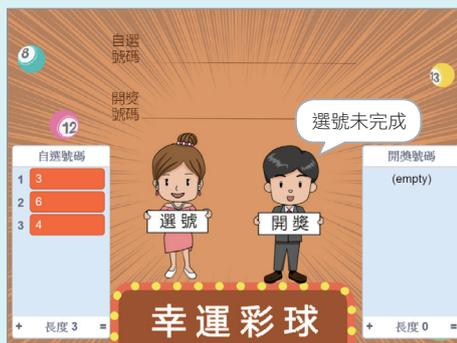 8
自選
號碼
13
開獎
號碼
12
選號未完成
自選號碼
1 3
2 6
3 4
+ 長度 3 =
選號
開獎
開獎號碼
(empty)
+ 長度 0 =
幸運彩球